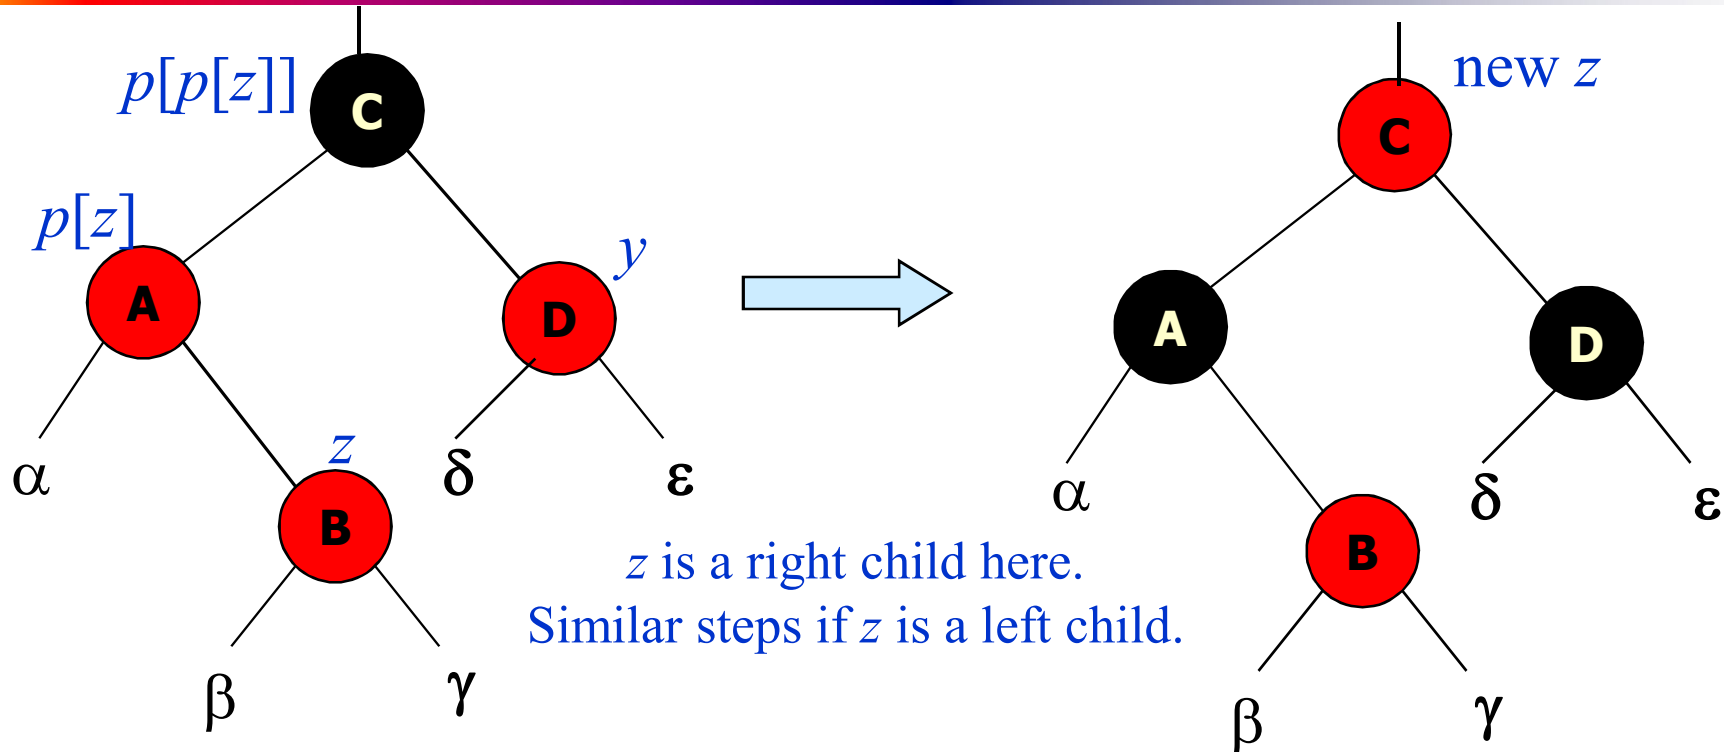 p[p[z]]
C
p[z]
A
y
D
z
B
α
δ
ε
β
γ
new z
C
A
D
α
δ
ε
B
β
γ
z is a right child here.
Similar steps if z is a left child.